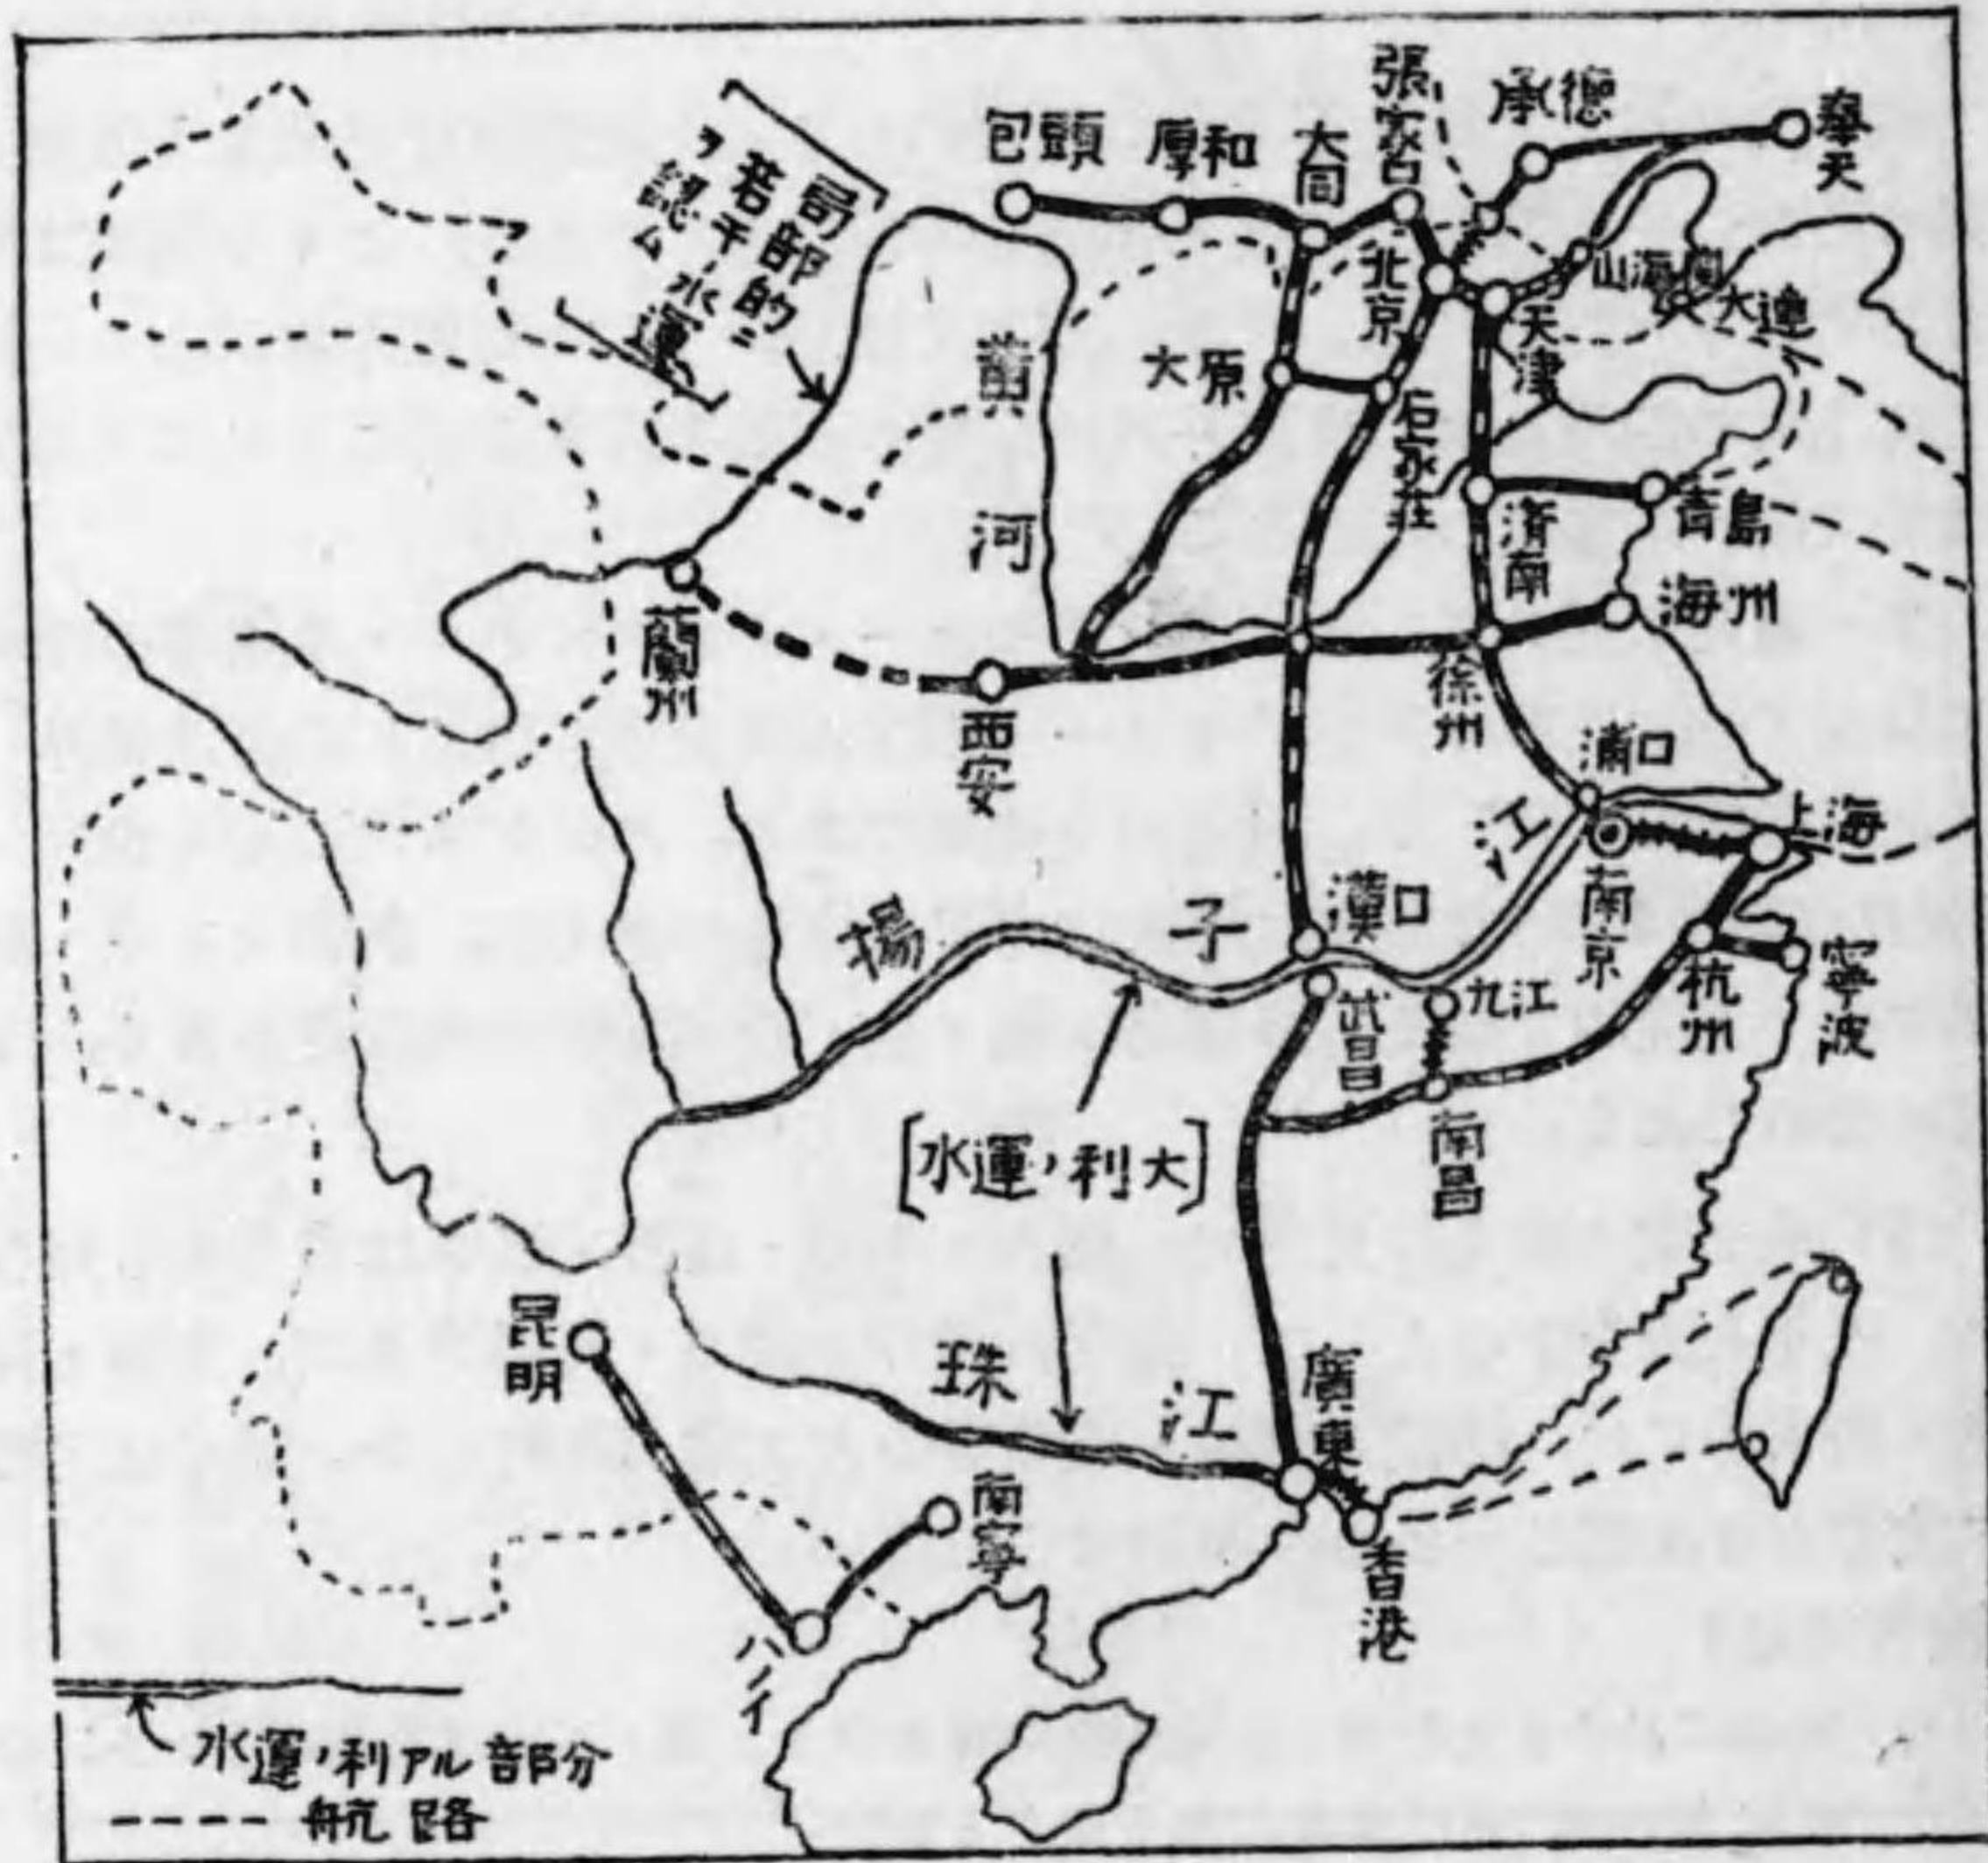 張家口
承德
奉天
包頭
厚和
大同
北京
山海関
大連
天津
局部的ニ
若干ノ水運
ヲ認ム
黄河
大原
石家荘
済南
青島
海州
蘭州
西安
徐州
浦口
上海
南京
揚子江
漢口
武昌
九江
杭州
寧波
南昌
[水運ノ利大]
昆明
珠江
廣東
南寧
香港
ハノイ
水運ノ利アル部分
---- 航路